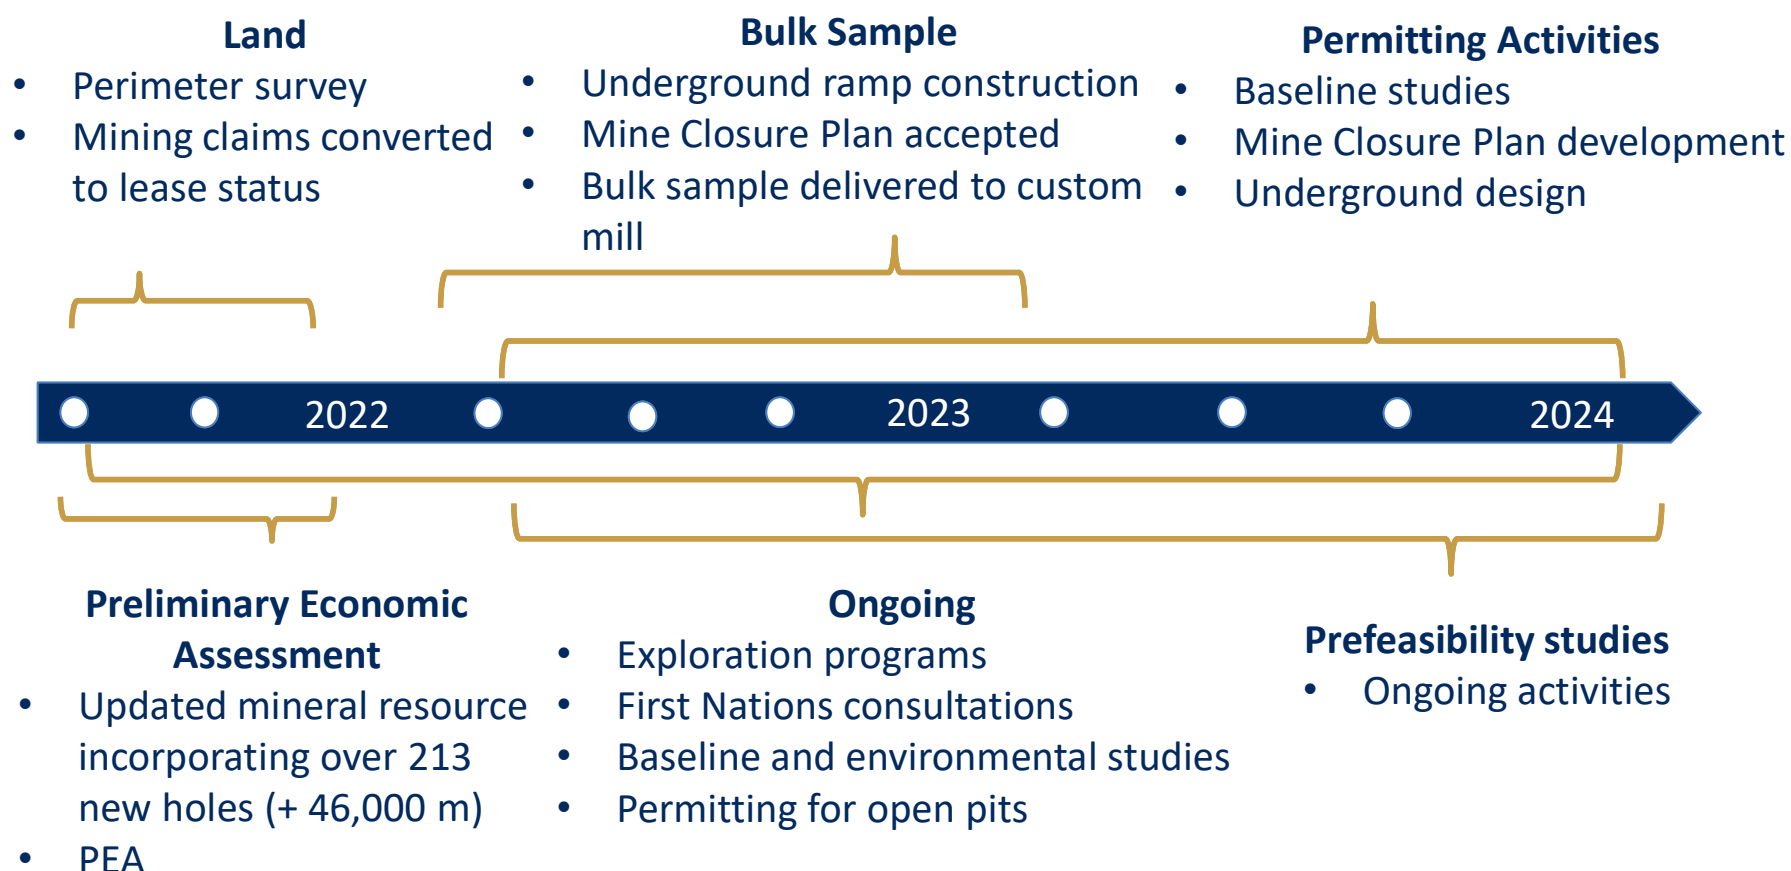 Land
• Perimeter survey
• Mining claims converted
to lease status
Bulk Sample
• Underground ramp construction
• Mine Closure Plan accepted
• Bulk sample delivered to custom
mill
Permitting Activities
• Baseline studies
• Mine Closure Plan development
• Underground design
2022
2023
2024
Preliminary Economic
Assessment
• Updated mineral resource
incorporating over 213
new holes (+ 46,000 m)
• PEA
Ongoing
• Exploration programs
• First Nations consultations
• Baseline and environmental studies
• Permitting for open pits
Prefeasibility studies
• Ongoing activities